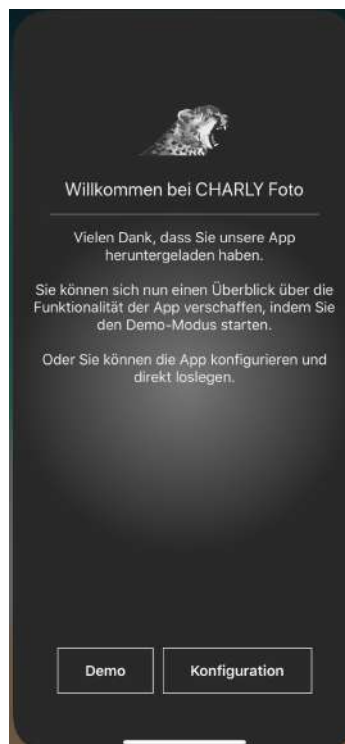 Willkommen bei CHARLY Foto
Vielen Dank, dass Sie unsere App
heruntergeladen haben.
Sie können sich nun einen Überblick über die
Funktionalität der App verschaffen, indem Sie
den Demo-Modus starten.
Oder Sie können die App konfigurieren und
direkt loslegen.
Demo
Konfiguration